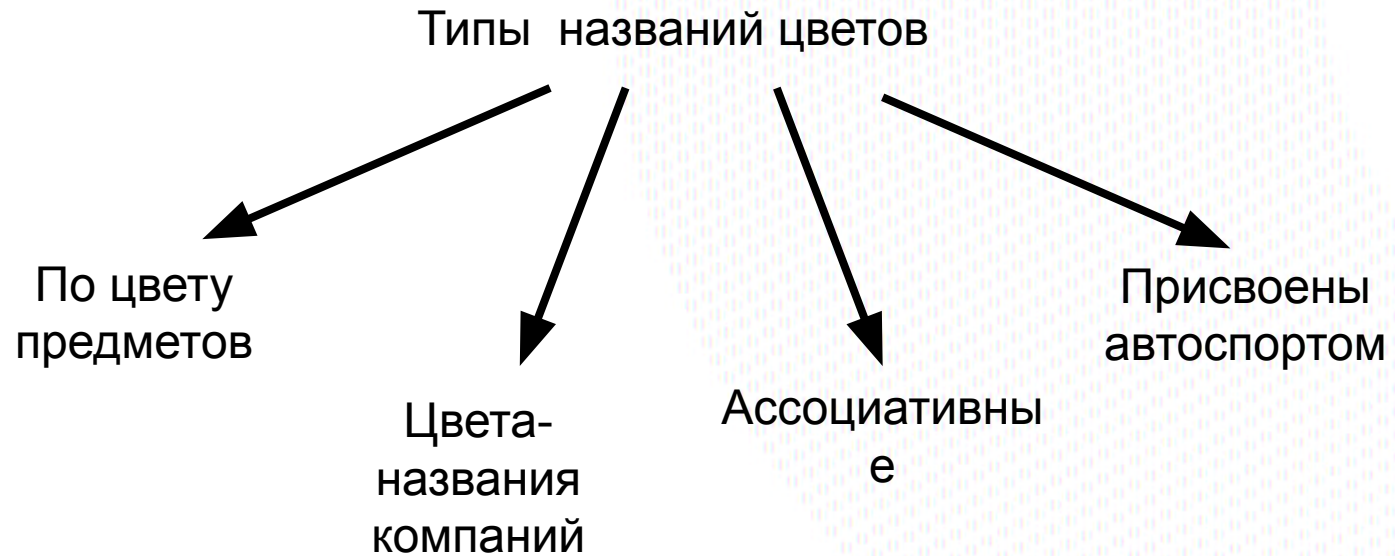 Типы названий цветов
По цвету
предметов
Цвета-
названия
компаний
Ассоциативны
е
Присвоены
автоспортом